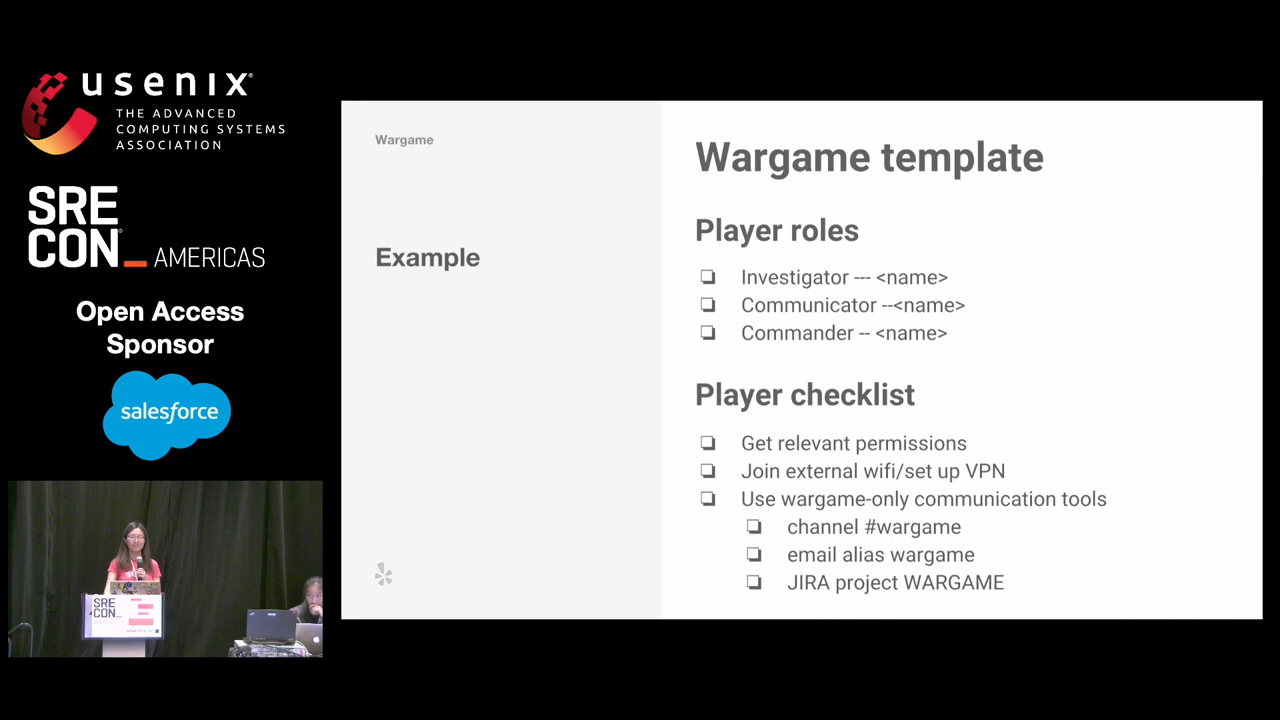 usenix
THE ADVANCED
COMPUTING SYSTEMS
ASSOCIATION
SRE
CON_ AMERICAS
Open Access
Sponsor
salesforce
SRE
CON_
Wargame
Example
Wargame template
Player roles
❏ Investigator --- <name>
❏ Communicator --<name>
❏ Commander -- <name>
Player checklist
❏ Get relevant permissions
❏ Join external wifi/set up VPN
❏ Use wargame-only communication tools
❏ channel #wargame
❏ email alias wargame
❏ JIRA project WARGAME